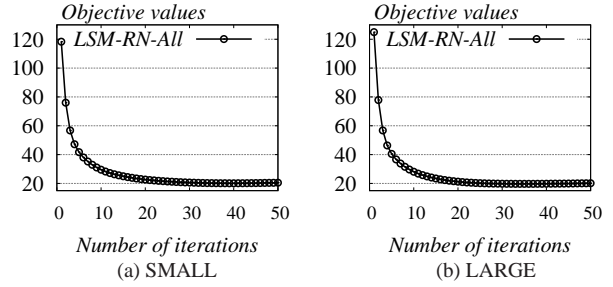 Objective values
120
100
80
60
40
20
LSM-RN-All
0 10 20 30 40 50
Number of iterations
(a) SMALL
Objective values
120
100
80
60
40
20
LSM-RN-All
0 10 20 30 40 50
Number of iterations
(b) LARGE